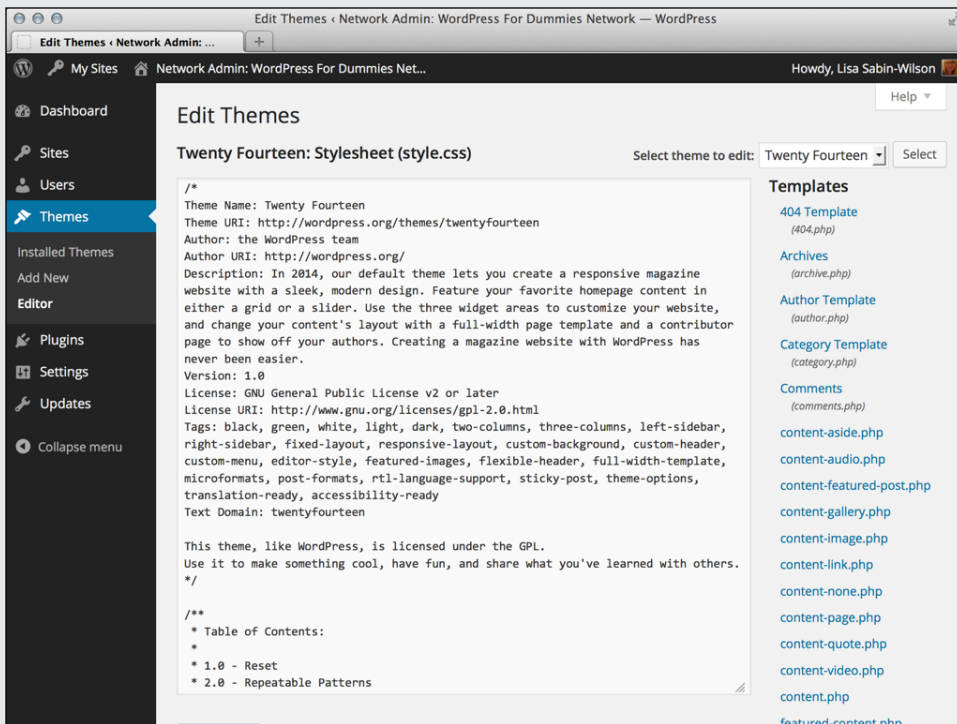 Edit Themes ‹ Network Admin: WordPress For Dummies Network — WordPress
Edit Themes ‹ Network Admin: ...
+
My Sites
Network Admin: WordPress For Dummies Net...
Howdy, Lisa Sabin-Wilson
Help
Dashboard
Sites
Users
Themes
Installed Themes
Add New
Editor
Plugins
Settings
Updates
Collapse menu
Edit Themes
Twenty Fourteen: Stylesheet (style.css)
Select theme to edit: Twenty Fourteen Select
/*
Theme Name: Twenty Fourteen
Theme URI: http://wordpress.org/themes/twentyfourteen
Author: the WordPress team
Author URI: http://wordpress.org/
Description: In 2014, our default theme lets you create a responsive magazine
website with a sleek, modern design. Feature your favorite homepage content in
either a grid or a slider. Use the three widget areas to customize your website,
and change your content's layout with a full-width page template and a contributor
page to show off your authors. Creating a magazine website with WordPress has
never been easier.
Version: 1.0
License: GNU General Public License v2 or later
License URI: http://www.gnu.org/licenses/gpl-2.0.html
Tags: black, green, white, light, dark, two-columns, three-columns, left-sidebar,
right-sidebar, fixed-layout, responsive-layout, custom-background, custom-header,
custom-menu, editor-style, featured-images, flexible-header, full-width-template,
microformats, post-formats, rtl-language-support, sticky-post, theme-options,
translation-ready, accessibility-ready
Text Domain: twentyfourteen
This theme, like WordPress, is licensed under the GPL.
Use it to make something cool, have fun, and share what you've learned with others.
*/
/**
* Table of Contents:
*
* 1.0 - Reset
* 2.0 - Repeatable Patterns
Templates
404 Template
(404.php)
Archives
(archive.php)
Author Template
(author.php)
Category Template
(category.php)
Comments
(comments.php)
content-aside.php
content-audio.php
content-featured-post.php
content-gallery.php
content-image.php
content-link.php
content-none.php
content-page.php
content-quote.php
content-video.php
content.php
featured-content.php